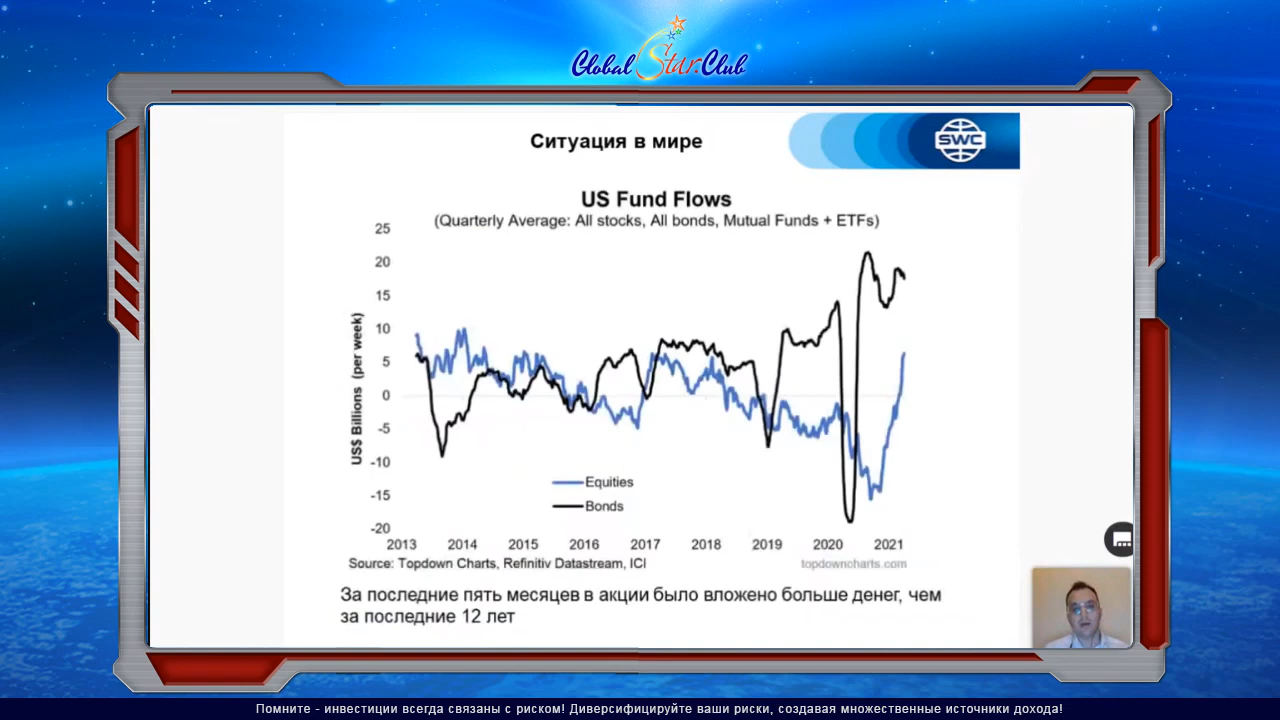 Global Star.Club
Ситуация в мире
SWC
US Fund Flows
(Quarterly Average: All stocks, All bonds, Mutual Funds + ETFs)
25
20
15
10
5
0
-5
-10
-15
-20
US$ Billions (per week)
Equities
Bonds
2013 2014 2015 2016 2017 2018 2019 2020 2021
Source: Topdown Charts, Refinitiv Datastream, ICI
topdowncharts.com
За последние пять месяцев в акции было вложено больше денег, чем
за последние 12 лет
Помните - инвестиции всегда связаны с риском! Диверсифицируйте ваши риски, создавая множественные источники дохода!